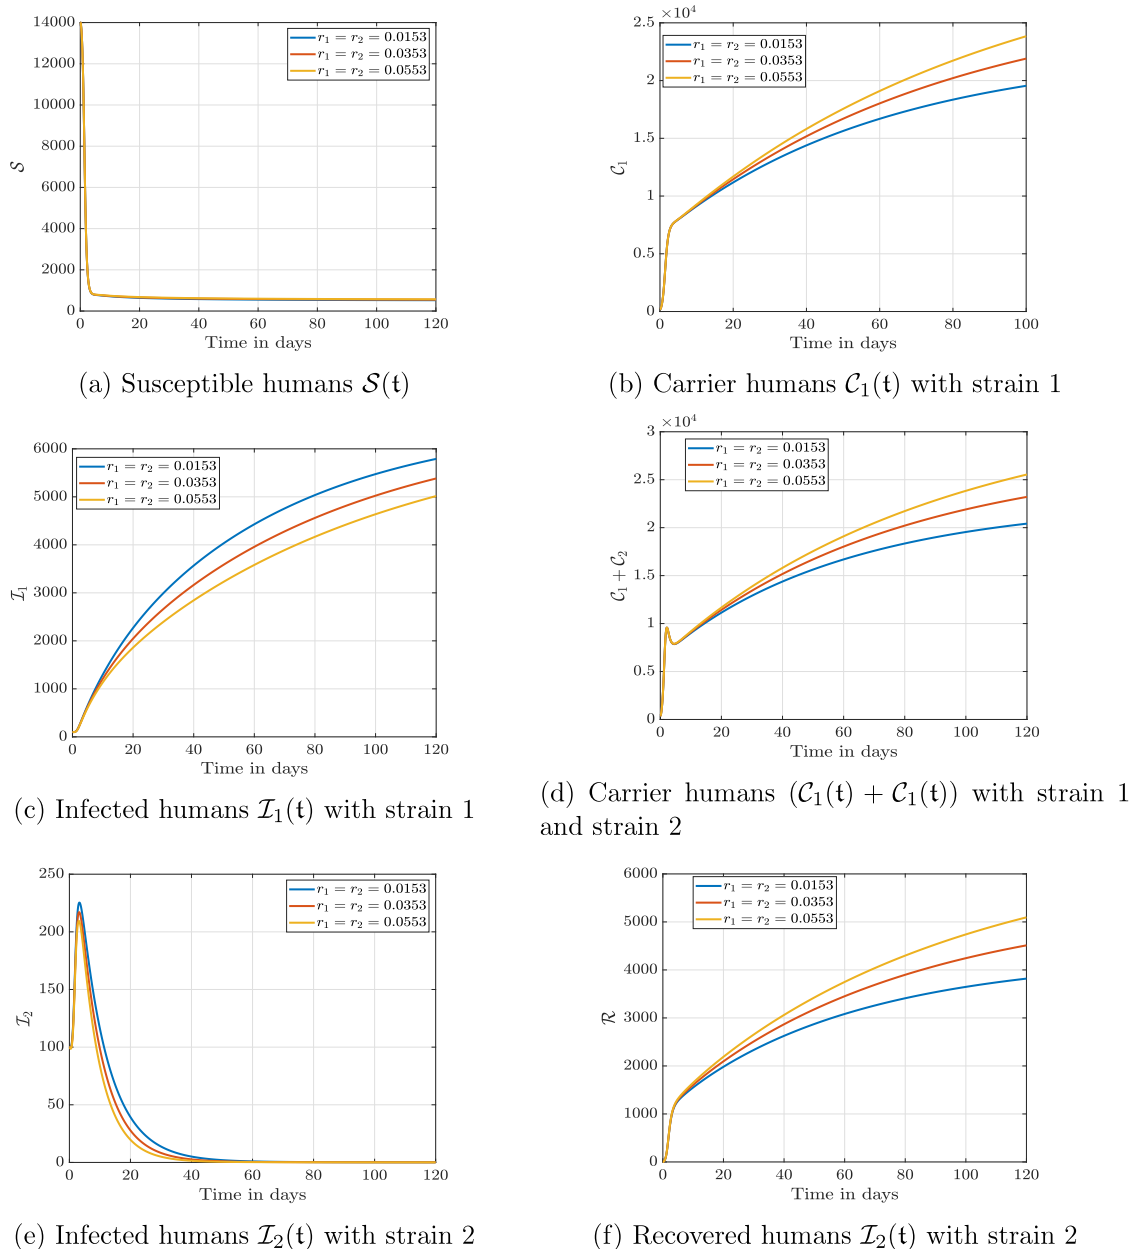 14000
12000
10000
8000
6000
4000
2000
0
0 20 40 60 80 100 120
𝒮
Time in days
r₁ = r₂ = 0.0153
r₁ = r₂ = 0.0353
r₁ = r₂ = 0.0553
(a) Susceptible humans 𝒮(𝔱)
×10⁴
2.5
2
1.5
1
0.5
0
0 20 40 60 80 100
𝒞₁
Time in days
r₁ = r₂ = 0.0153
r₁ = r₂ = 0.0353
r₁ = r₂ = 0.0553
(b) Carrier humans 𝒞₁(𝔱) with strain 1
6000
5000
4000
3000
2000
1000
0
0 20 40 60 80 100 120
ℐ₁
Time in days
r₁ = r₂ = 0.0153
r₁ = r₂ = 0.0353
r₁ = r₂ = 0.0553
(c) Infected humans ℐ₁(𝔱) with strain 1
×10⁴
3
2.5
2
1.5
1
0.5
0
0 20 40 60 80 100 120
𝒞₁ + 𝒞₂
Time in days
r₁ = r₂ = 0.0153
r₁ = r₂ = 0.0353
r₁ = r₂ = 0.0553
(d) Carrier humans (𝒞₁(𝔱) + 𝒞₁(𝔱)) with strain 1
and strain 2
250
200
150
100
50
0
0 20 40 60 80 100 120
ℐ₂
Time in days
r₁ = r₂ = 0.0153
r₁ = r₂ = 0.0353
r₁ = r₂ = 0.0553
(e) Infected humans ℐ₂(𝔱) with strain 2
6000
5000
4000
3000
2000
1000
0
0 20 40 60 80 100 120
ℛ
Time in days
r₁ = r₂ = 0.0153
r₁ = r₂ = 0.0353
r₁ = r₂ = 0.0553
(f) Recovered humans ℐ₂(𝔱) with strain 2